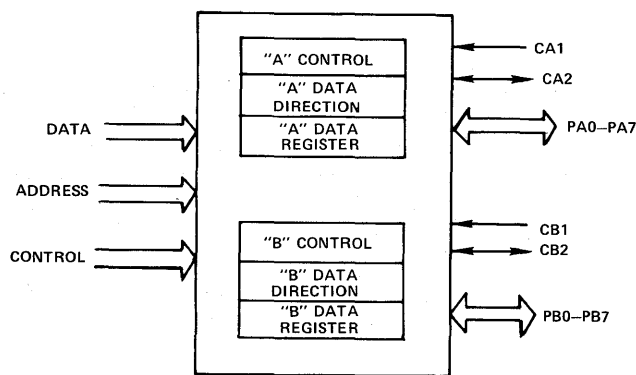 "A" CONTROL
"A" DATA
DIRECTION
"A" DATA
REGISTER
CA1
CA2
PA0–PA7
DATA
ADDRESS
CONTROL
"B" CONTROL
"B" DATA
DIRECTION
"B" DATA
REGISTER
CB1
CB2
PB0–PB7